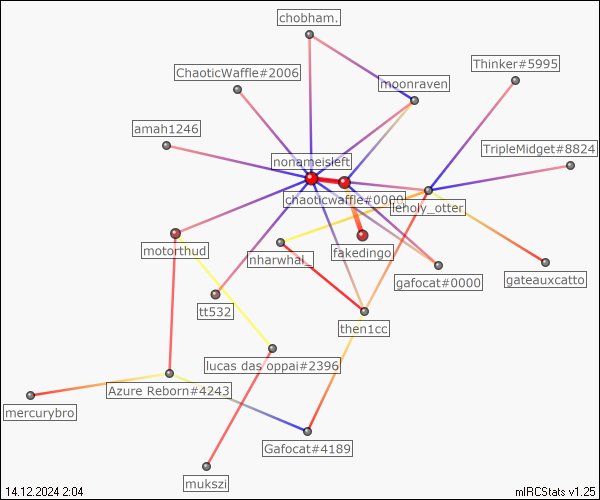 chobham.
Thinker#5995
ChaoticWaffle#2006
moonraven
amah1246
TripleMidget#8824
nonameisleft
chaoticwaffle#0000
leholy_otter
motorthud
nharwhal_
fakedingo
gafocat#0000
gateauxcatto
tt532
then1cc
lucas das oppai#2396
Azure Reborn#4243
mercurybro
Gafocat#4189
mukszi
14.12.2024 2:04
mIRCStats v1.25